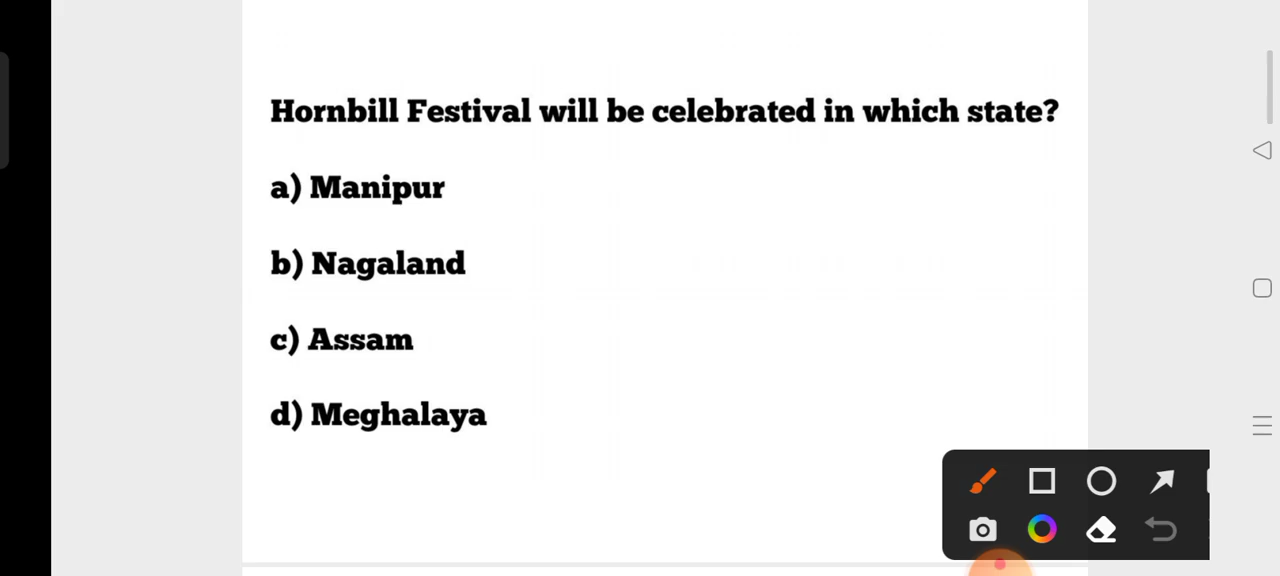 Hornbill Festival will be celebrated in which state?
a) Manipur
b) Nagaland
c) Assam
d) Meghalaya